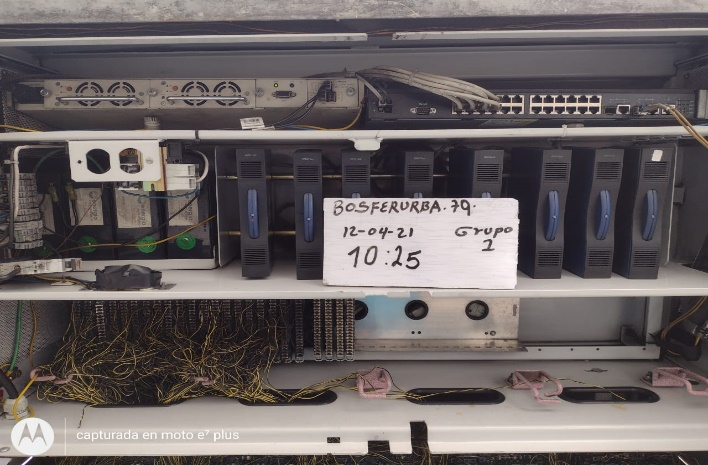 BOSFERURBA.79.
12-04-21
Grupo
1
10:25
capturada en moto e⁷ plus